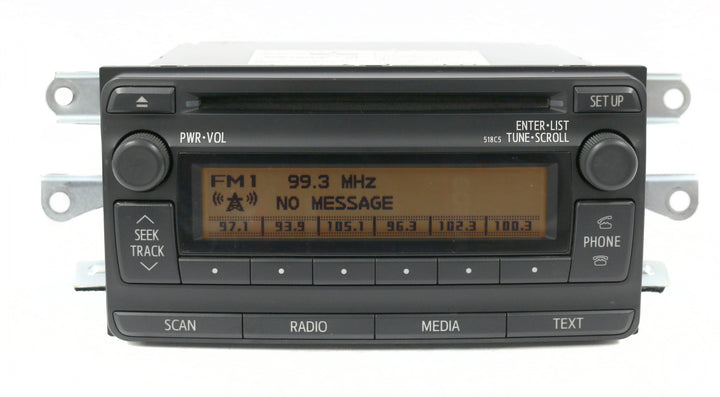 SET UP
PWR•VOL
ENTER•LIST
518C5 TUNE•SCROLL
FM1 99.3 MHz
NO MESSAGE
97.1 93.9 105.1 96.3 102.3 100.3
SEEK
TRACK
PHONE
SCAN RADIO MEDIA TEXT